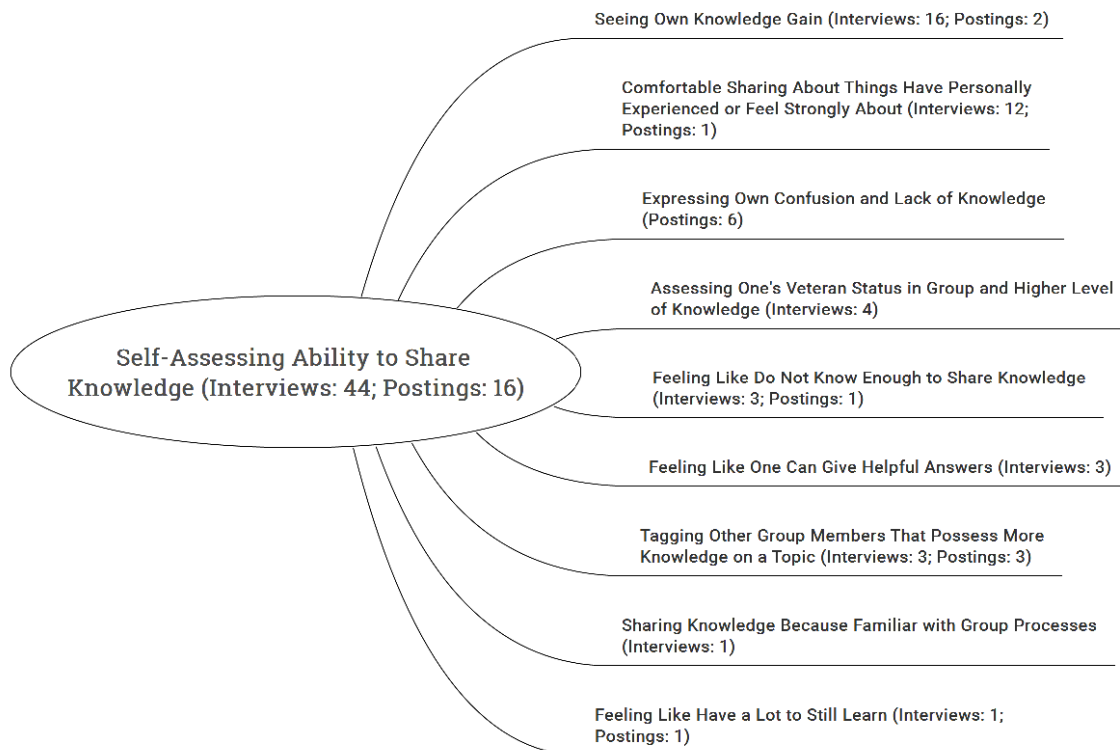 Seeing Own Knowledge Gain (Interviews: 16; Postings: 2)
Comfortable Sharing About Things Have Personally
Experienced or Feel Strongly About (Interviews: 12;
Postings: 1)
Expressing Own Confusion and Lack of Knowledge
(Postings: 6)
Assessing One's Veteran Status in Group and Higher Level
of Knowledge (Interviews: 4)
Self-Assessing Ability to Share
Knowledge (Interviews: 44; Postings: 16)
Feeling Like Do Not Know Enough to Share Knowledge
(Interviews: 3; Postings: 1)
Feeling Like One Can Give Helpful Answers (Interviews: 3)
Tagging Other Group Members That Possess More
Knowledge on a Topic (Interviews: 3; Postings: 3)
Sharing Knowledge Because Familiar with Group Processes
(Interviews: 1)
Feeling Like Have a Lot to Still Learn (Interviews: 1;
Postings: 1)